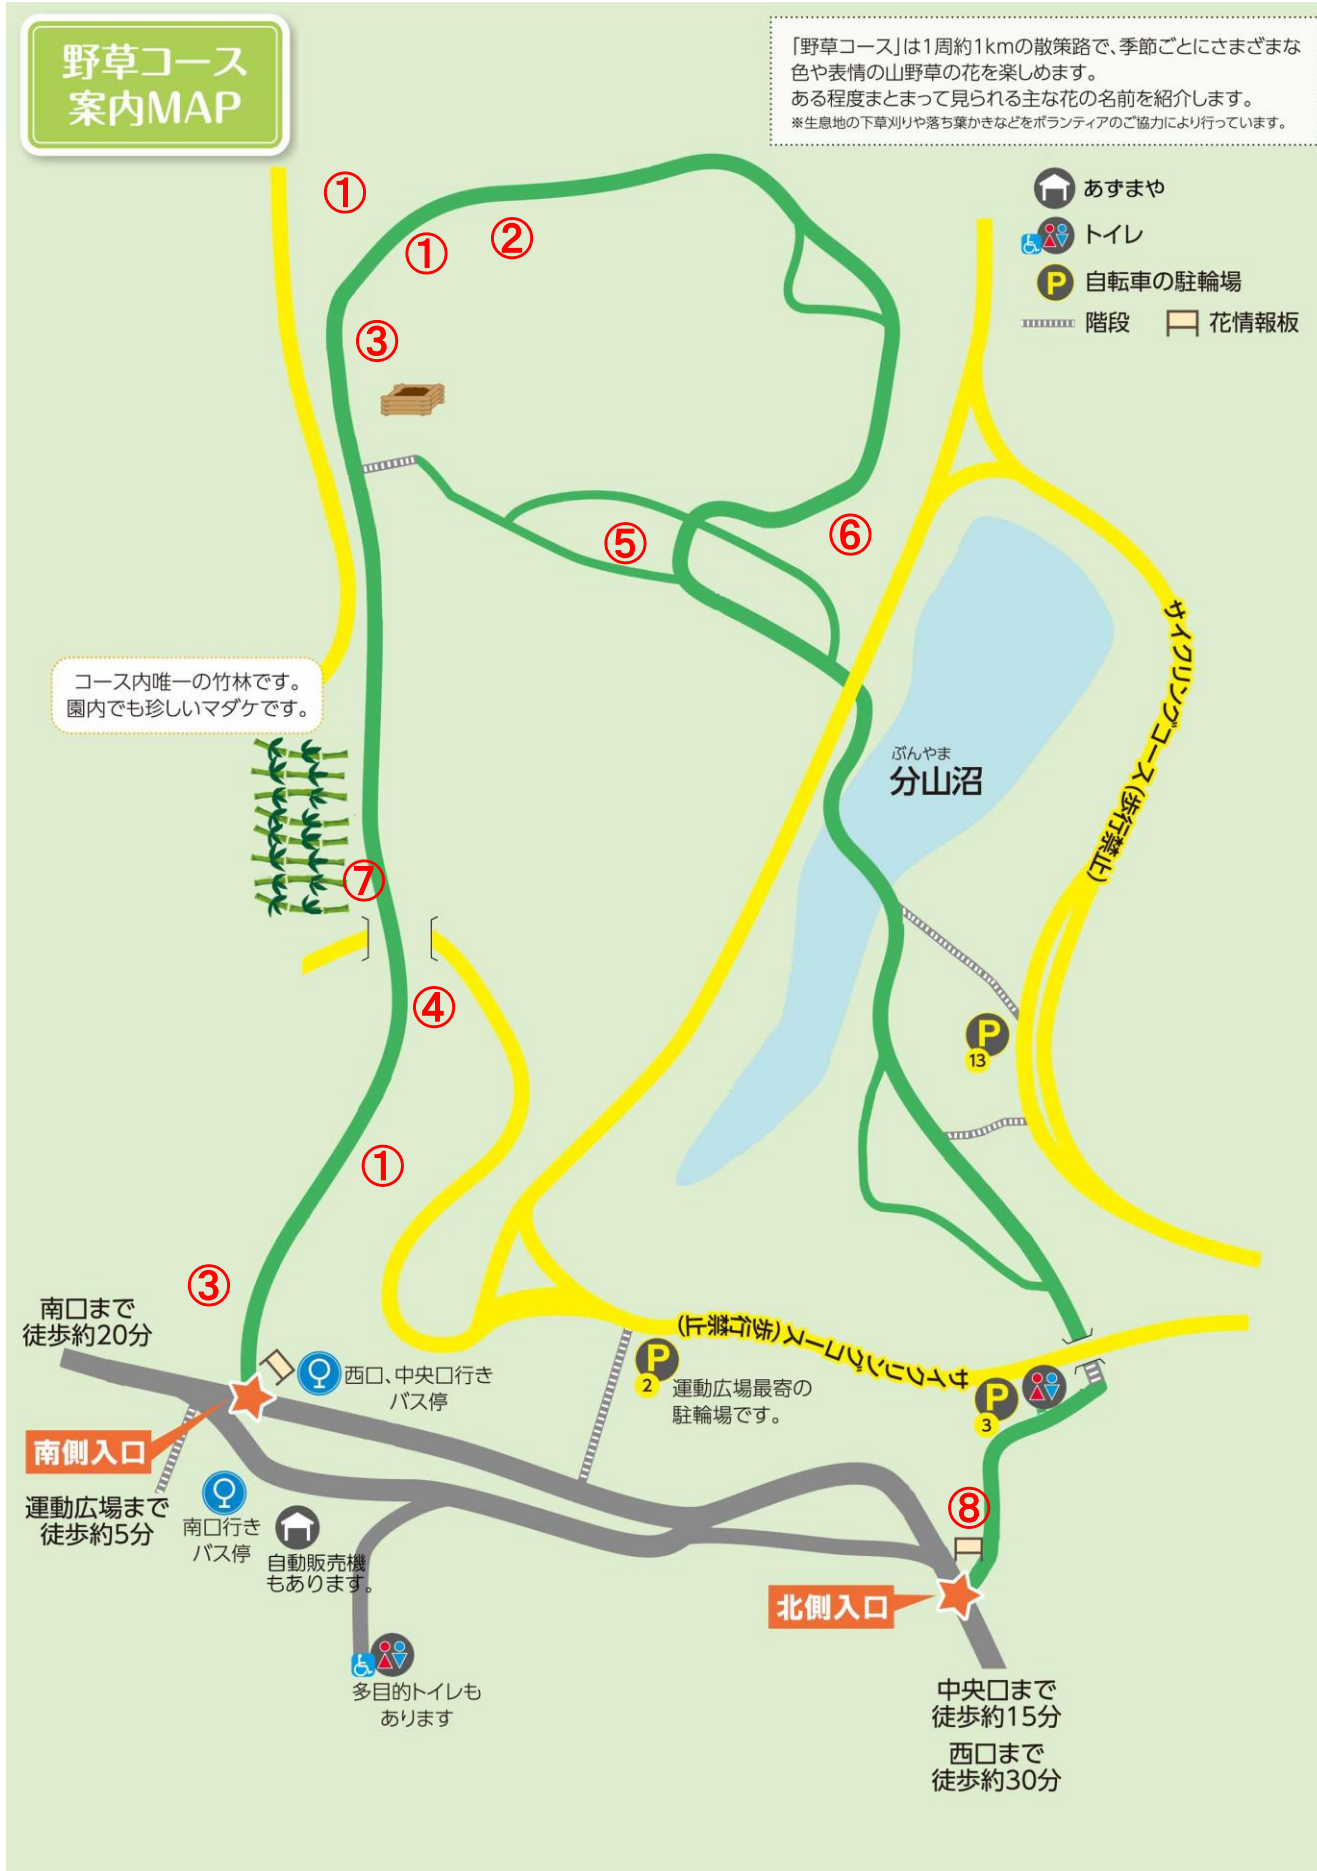 野草コース
案内MAP
「野草コース」は1周約1kmの散策路で、季節ごとにさまざまな
色や表情の山野草の花を楽しめます。
ある程度まとまって見られる主な花の名前を紹介します。
※生息地の下草刈りや落ち葉かきなどをボランティアのご協力により行っています。
あずまや
トイレ
P 自転車の駐輪場
階段 花情報板
①
①
②
③
⑤
⑥
サイクリングコース(歩行禁止)
コース内唯一の竹林です。
園内でも珍しいマダケです。
ぶんやま
分山沼
⑦
④
P
13
①
③
南口まで
徒歩約20分
西口、中央口行き
バス停
サイクリングコース(歩行禁止)
P
2
運動広場最寄の
駐輪場です。
P
3
南側入口
運動広場まで
徒歩約5分
南口行き
バス停
自動販売機
もあります。
⑧
北側入口
多目的トイレも
あります
中央口まで
徒歩約15分
西口まで
徒歩約30分